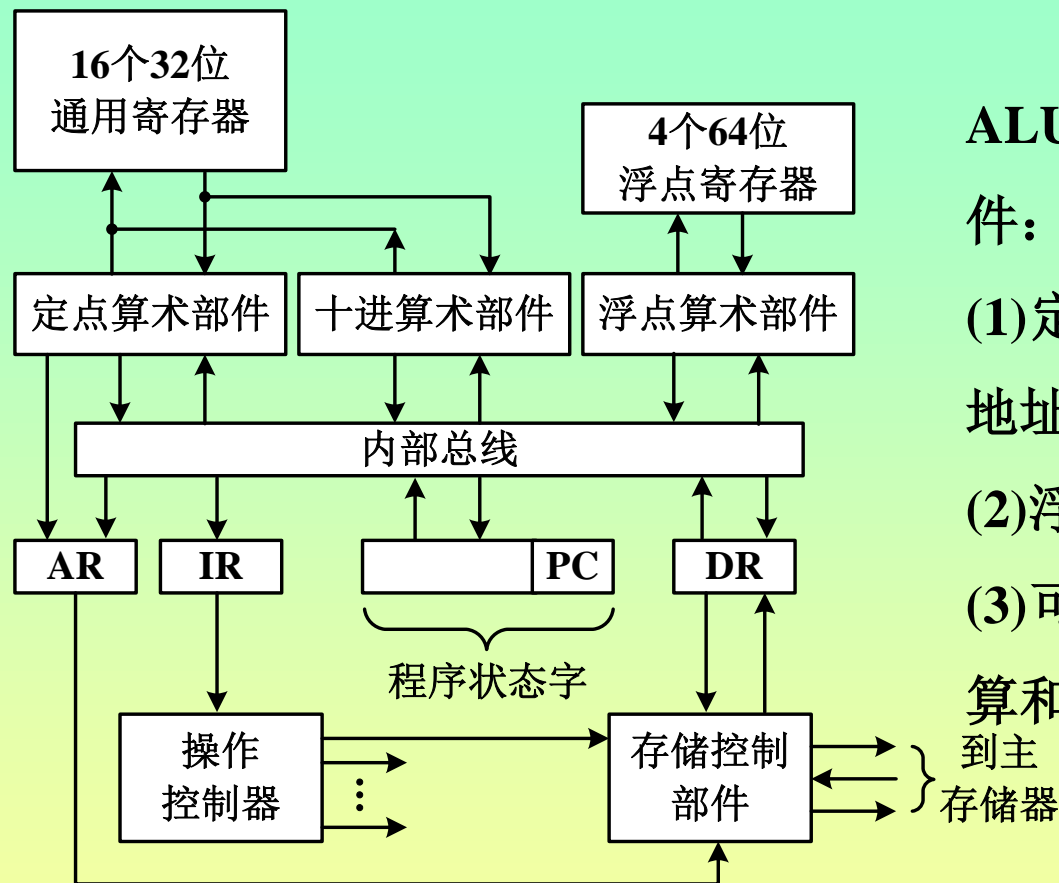 16个32位
通用寄存器
4个64位
浮点寄存器
定点算术部件
十进算术部件
浮点算术部件
内部总线
AR
IR
PC
DR
程序状态字
操作
控制器
存储控制
部件
到主
存储器
ALU
件：
(1)定
地址
(2)浮
(3)可
算和